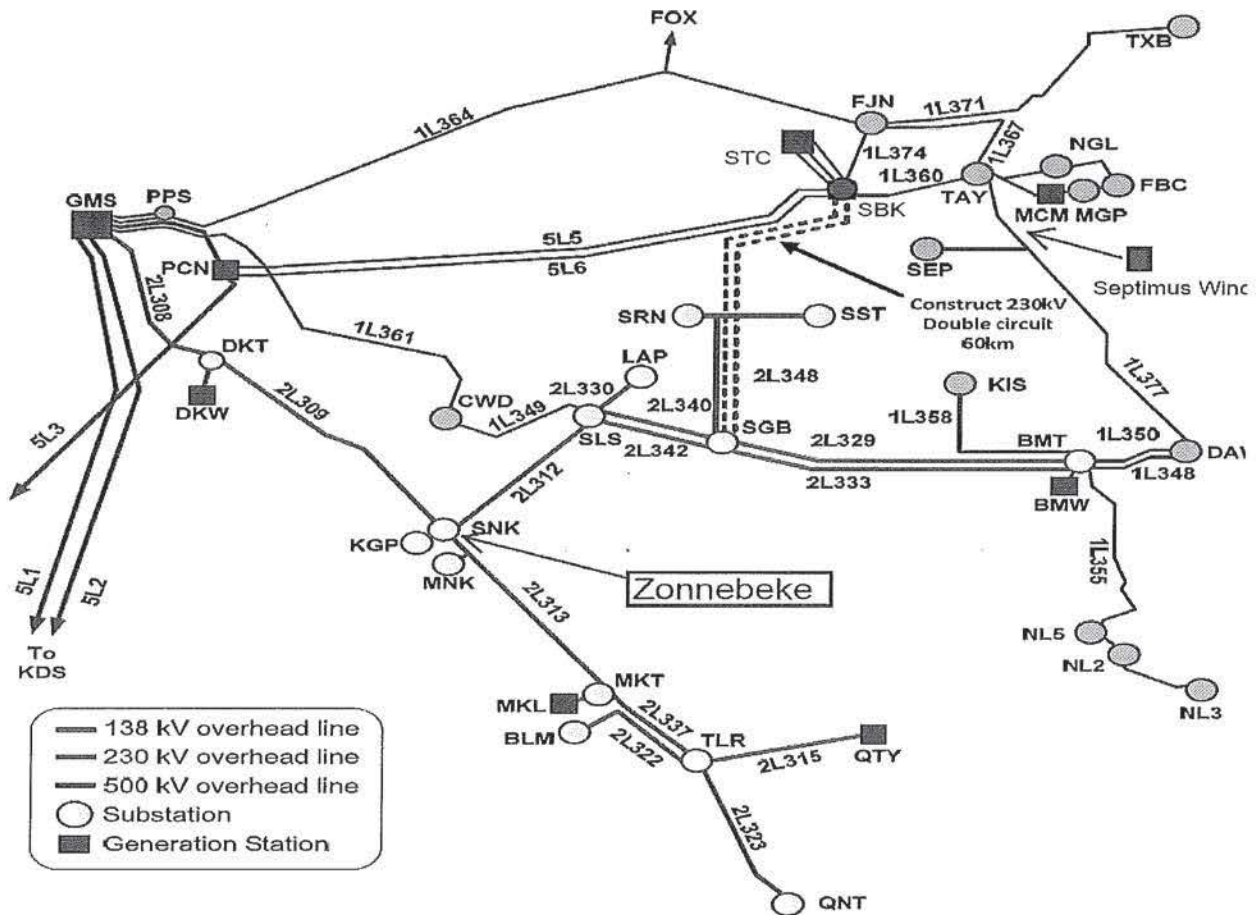 FOX
TXB
FJN
1L371
1L364
STC
1L374
1L367
NGL
1L360
FBC
GMS
PPS
SBK
TAY
MCM MGP
5L5
5L6
PCN
SEP
Septimus Winc
2L308
Construct 230kV
Double circuit
60km
SRN
SST
1L361
DKT
LAP
1L377
DKW
2L309
CWD
2L330
2L348
KIS
1L349
2L340
1L358
5L3
SLS
SGB
2L329
BMT
1L350
2L342
2L333
1L348
DAV
2L312
BMW
SNK
KGP
MNK
Zonnebeke
1L355
5L1
5L2
2L313
To
KDS
NL5
NL2
MKT
MKL
NL3
2L337
BLM
TLR
2L322
2L315
QTY
2L323
QNT
138 kV overhead line
230 kV overhead line
500 kV overhead line
Substation
Generation Station